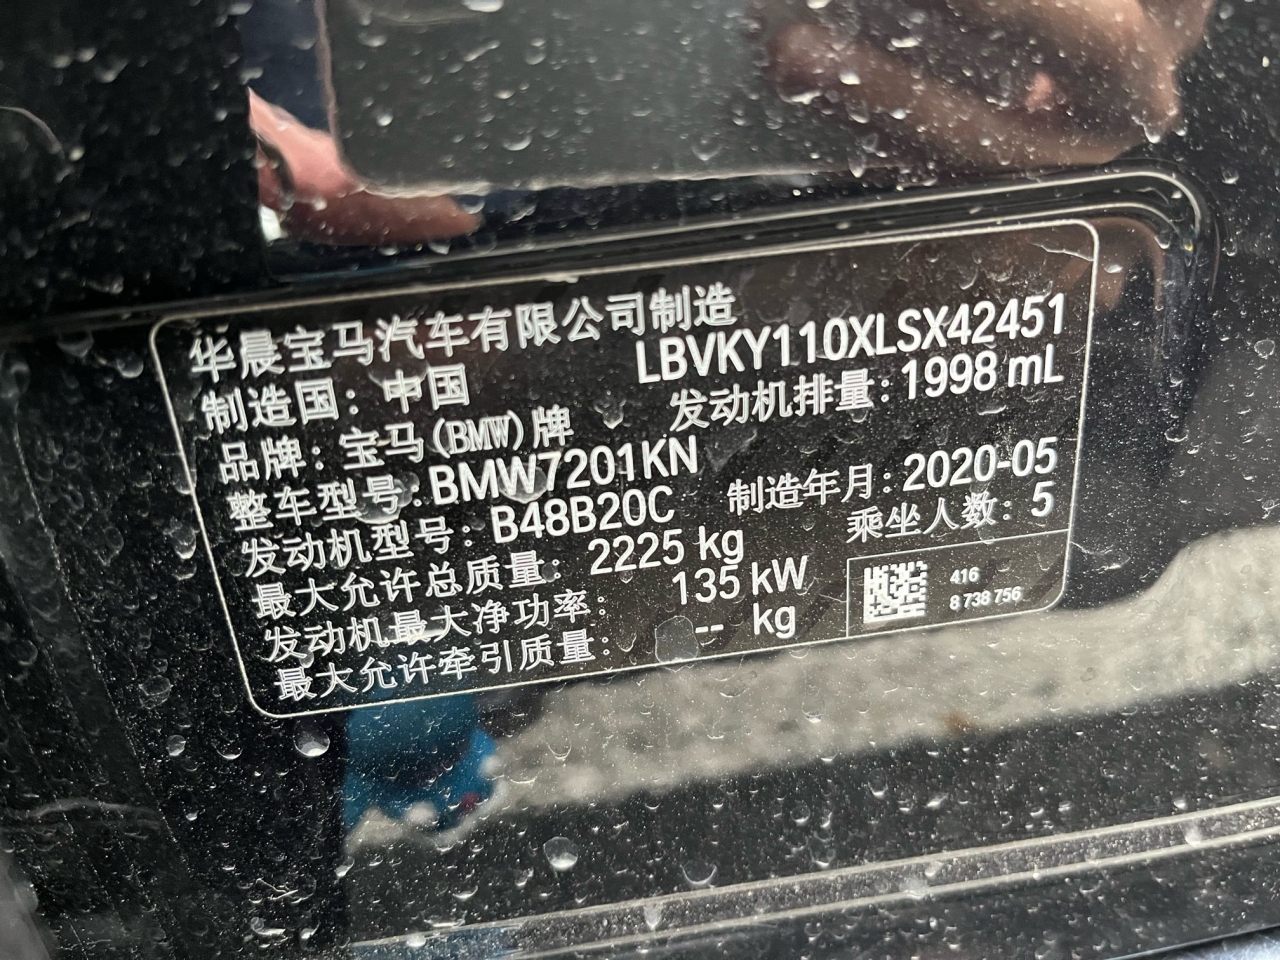 华晨宝马汽车有限公司制造
制造国：中国 LBVKY110XLSX42451
品牌：宝马(BMW)牌 发动机排量：1998 mL
整车型号：BMW7201KN
发动机型号：B48B20C 制造年月：2020-05
最大允许总质量：2225 kg 乘坐人数：5
发动机最大净功率：135 kW
最大允许牵引质量：-- kg
416
8 738 756